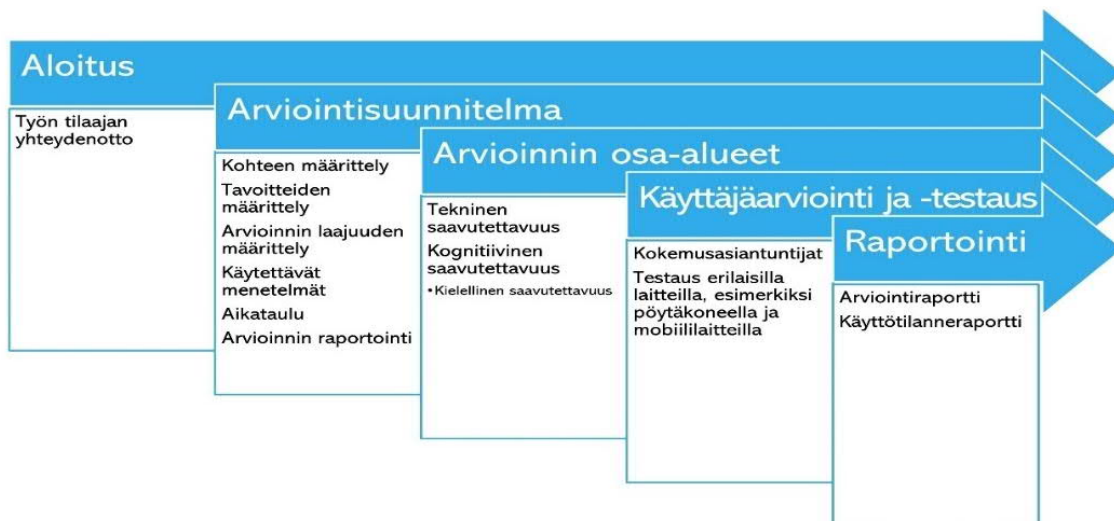 Aloitus
Työn tilaajan
yhteydenotto
Arviointisuunnitelma
Kohteen määrittely
Tavoitteiden
määrittely
Arvioinnin laajuuden
määrittely
Käytettävät
menetelmät
Aikataulu
Arvioinnin raportointi
Arvioinnin osa-alueet
Tekninen
saavutettavuus
Kognitiivinen
saavutettavuus
•Kielellinen saavutettavuus
Käyttäjäarviointi ja -testaus
Kokemusasiantuntijat
Testaus erilaisilla
laitteilla, esimerkiksi
pöytäkoneella ja
mobiililaitteilla
Raportointi
Arviointiraportti
Käyttötilanneraportti